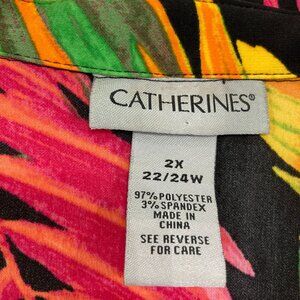 CATHERINES®
2X
22/24W
97% POLYESTER
3% SPANDEX
MADE IN
CHINA
SEE REVERSE
FOR CARE